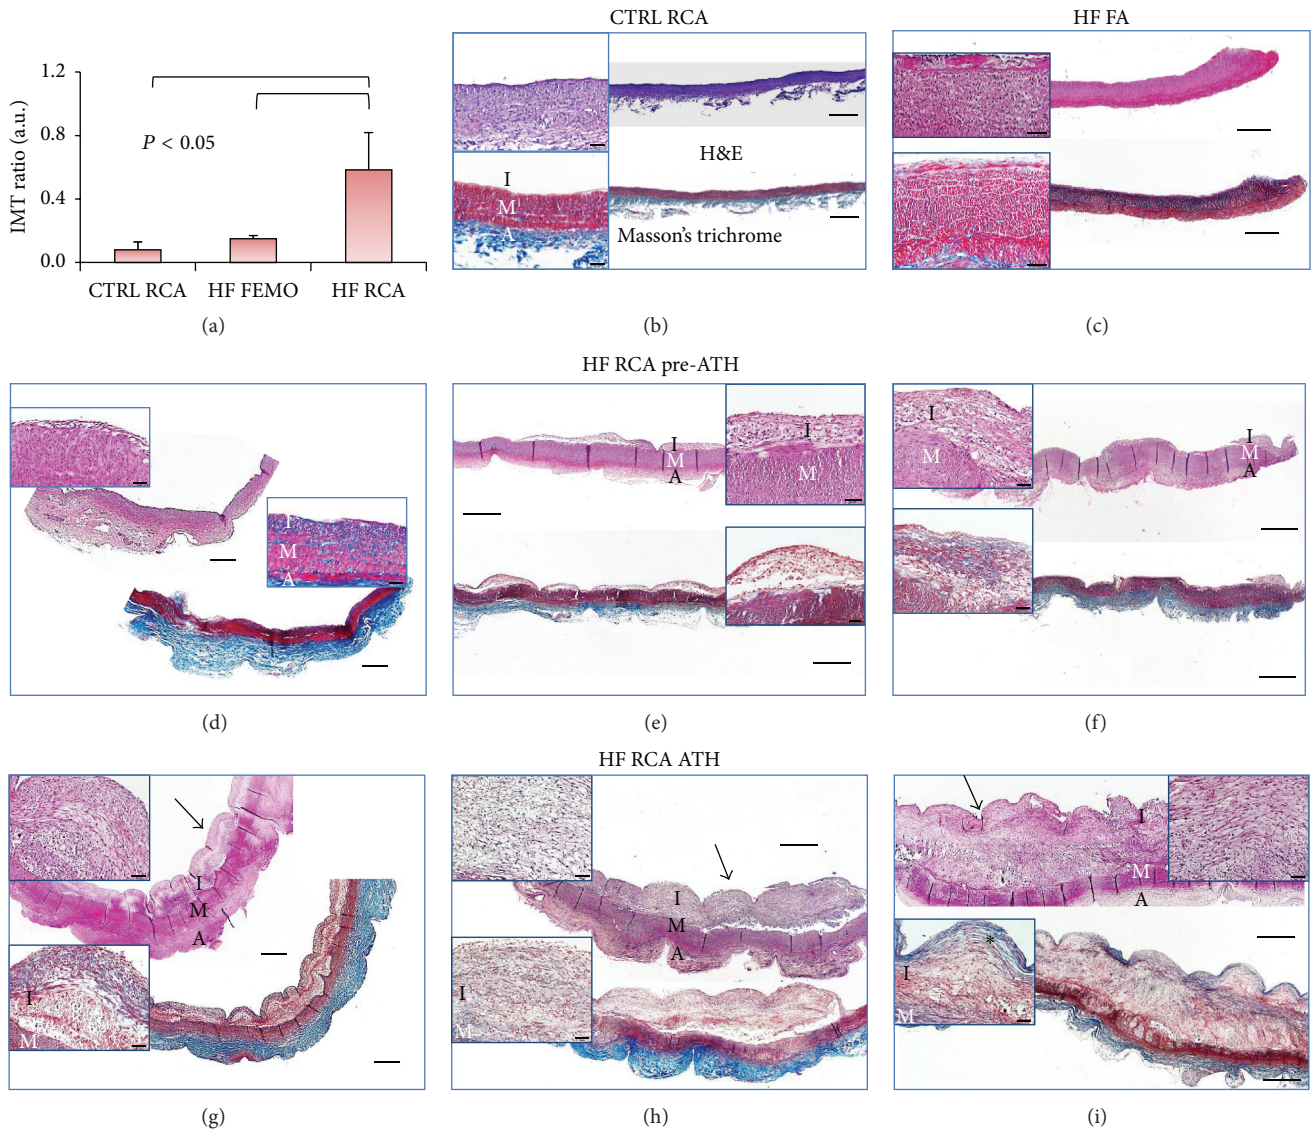 CTRL RCA
HF FA
1.2
0.8
0.4
0.0
IMT ratio (a.u.)
P < 0.05
CTRL RCA HF FEMO HF RCA
(a)
H&E
I
M
A
Masson's trichrome
(b)
(c)
HF RCA pre-ATH
I
M
A
(d)
I
M
A
I
M
(e)
I
M
I
M
A
(f)
HF RCA ATH
I
M
A
I
M
(g)
I
M
A
I
M
(h)
I
M
A
*
I
M
(i)